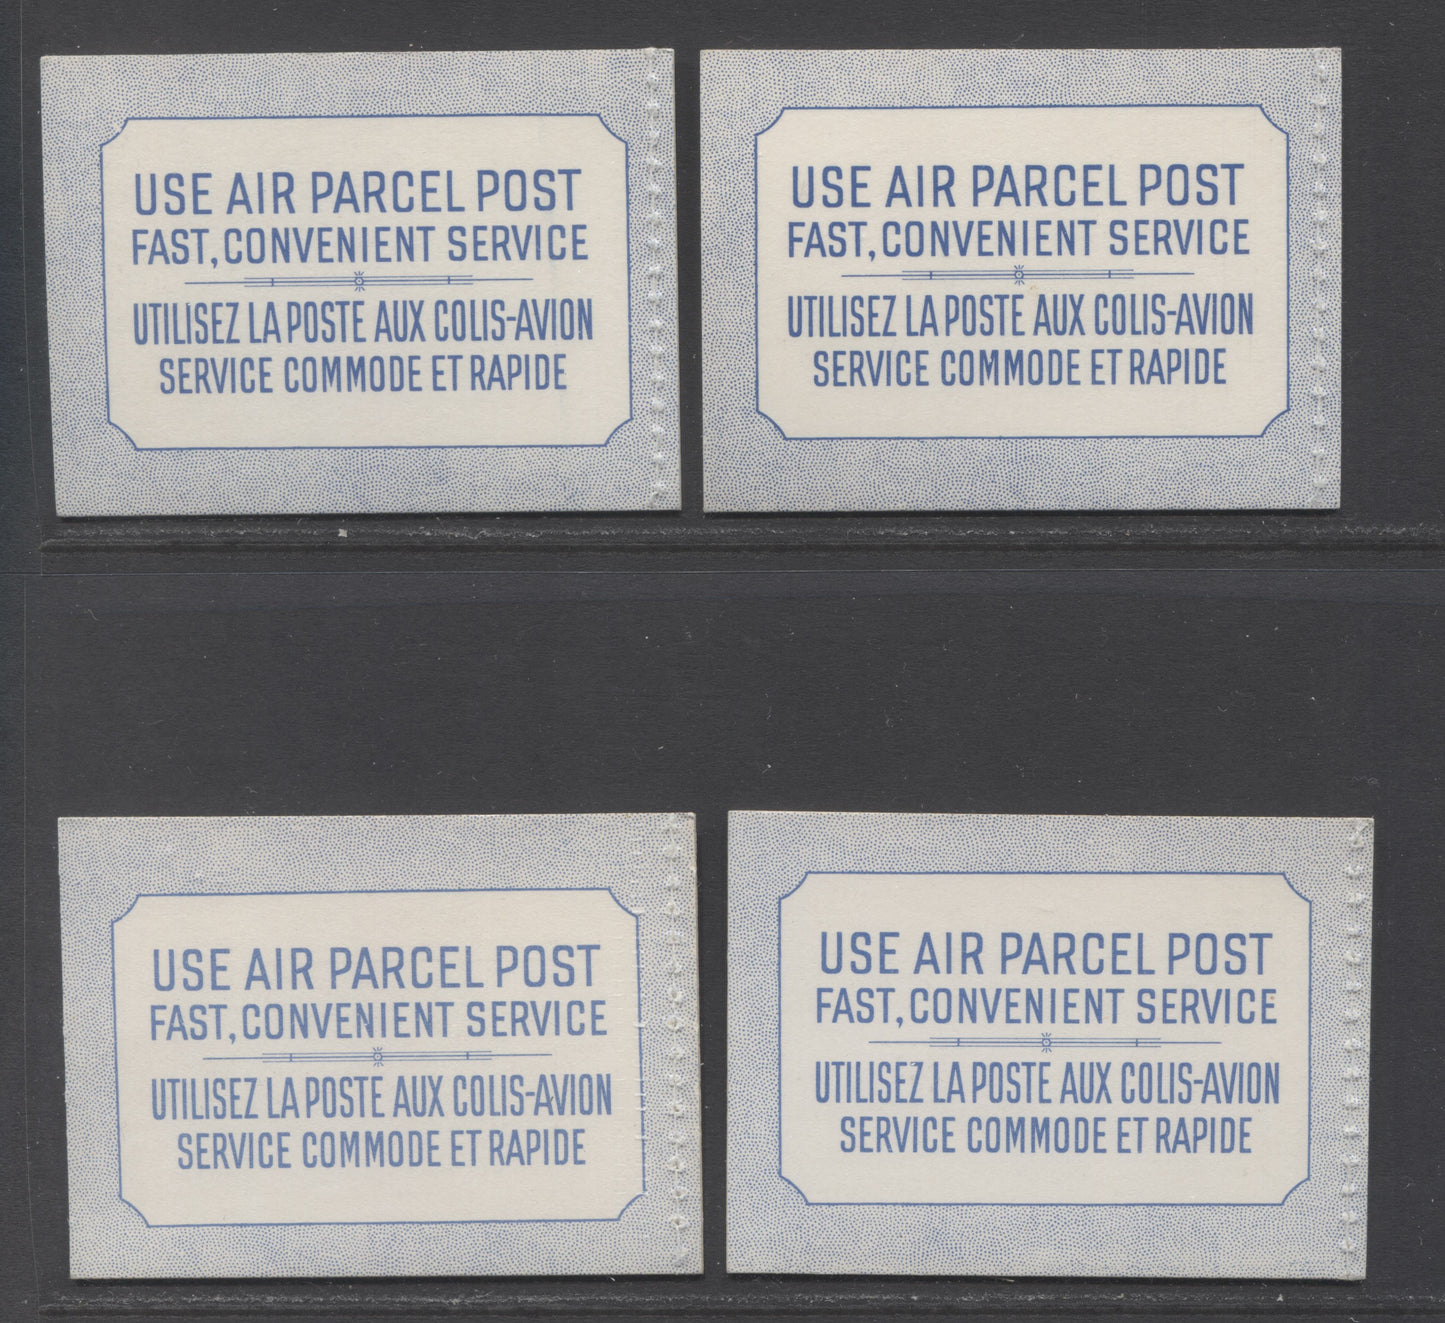 USE AIR PARCEL POST
FAST, CONVENIENT SERVICE
UTILISEZ LA POSTE AUX COLIS-AVION
SERVICE COMMODE ET RAPIDE
USE AIR PARCEL POST
FAST, CONVENIENT SERVICE
UTILISEZ LA POSTE AUX COLIS-AVION
SERVICE COMMODE ET RAPIDE
USE AIR PARCEL POST
FAST, CONVENIENT SERVICE
UTILISEZ LA POSTE AUX COLIS-AVION
SERVICE COMMODE ET RAPIDE
USE AIR PARCEL POST
FAST, CONVENIENT SERVICE
UTILISEZ LA POSTE AUX COLIS-AVION
SERVICE COMMODE ET RAPIDE